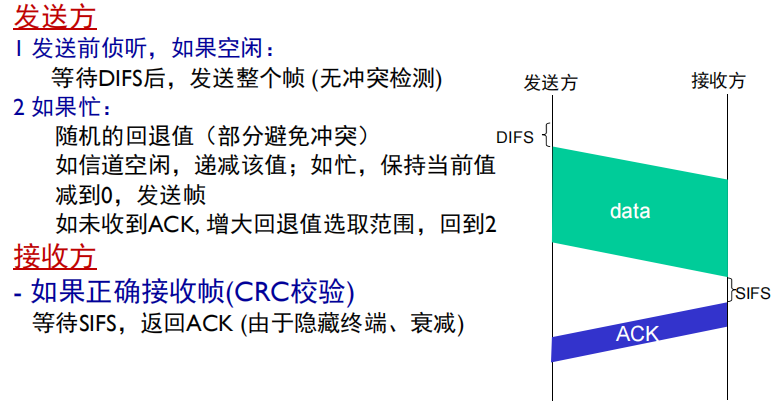 发送方
1 发送前侦听，如果空闲：
等待DIFS后，发送整个帧 (无冲突检测)
2 如果忙：
随机的回退值（部分避免冲突）
如信道空闲，递减该值；如忙，保持当前值
减到0，发送帧
如未收到ACK, 增大回退值选取范围，回到2
接收方
- 如果正确接收帧(CRC校验)
等待SIFS，返回ACK (由于隐藏终端、衰减)
发送方
接收方
DIFS
data
SIFS
ACK